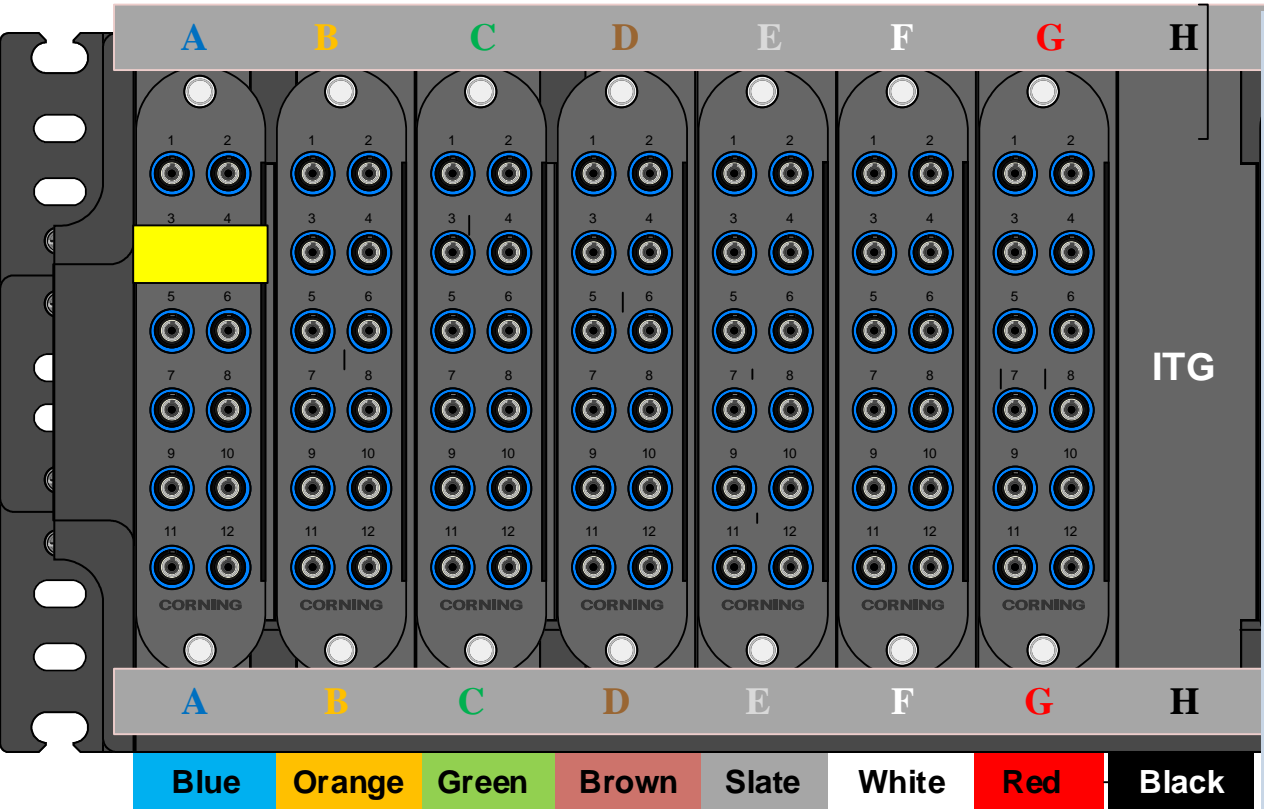 A B C D E F G H
1 2 1 2 1 2 1 2 1 2 1 2 1 2
3 4 3 4 3 4 3 4 3 4 3 4 3 4
5 6 5 6 5 6 5 6 5 6 5 6 5 6
ITG
7 8 7 8 7 8 7 8 7 8 7 8 7 8
9 10 9 10 9 10 9 10 9 10 9 10 9 10
11 12 11 12 11 12 11 12 11 12 11 12 11 12
CORNING CORNING CORNING CORNING CORNING CORNING CORNING
A B C D E F G H
Blue Orange Green Brown Slate White Red Black